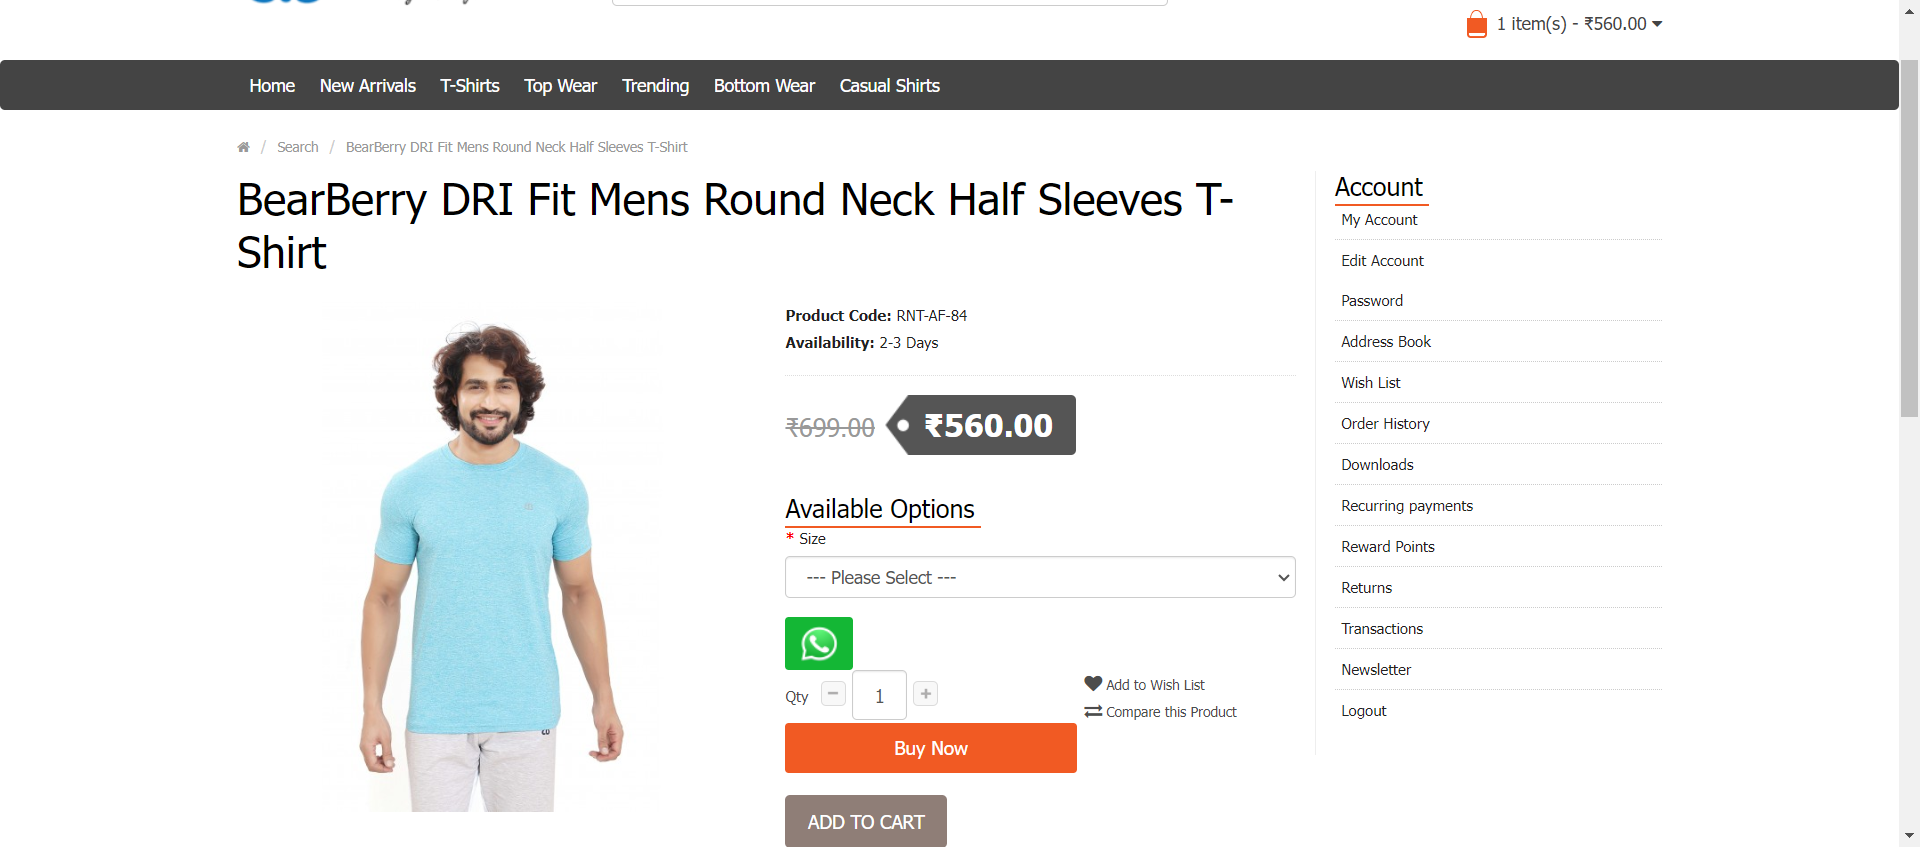 1 item(s) - ₹560.00
Home New Arrivals T-Shirts Top Wear Trending Bottom Wear Casual Shirts
/ Search / BearBerry DRI Fit Mens Round Neck Half Sleeves T-Shirt
BearBerry DRI Fit Mens Round Neck Half Sleeves T-
Shirt
Product Code: RNT-AF-84
Availability: 2-3 Days
₹699.00 ₹560.00
Available Options
* Size
--- Please Select ---
Qty 1
Add to Wish List
Compare this Product
Buy Now
ADD TO CART
Account
My Account
Edit Account
Password
Address Book
Wish List
Order History
Downloads
Recurring payments
Reward Points
Returns
Transactions
Newsletter
Logout